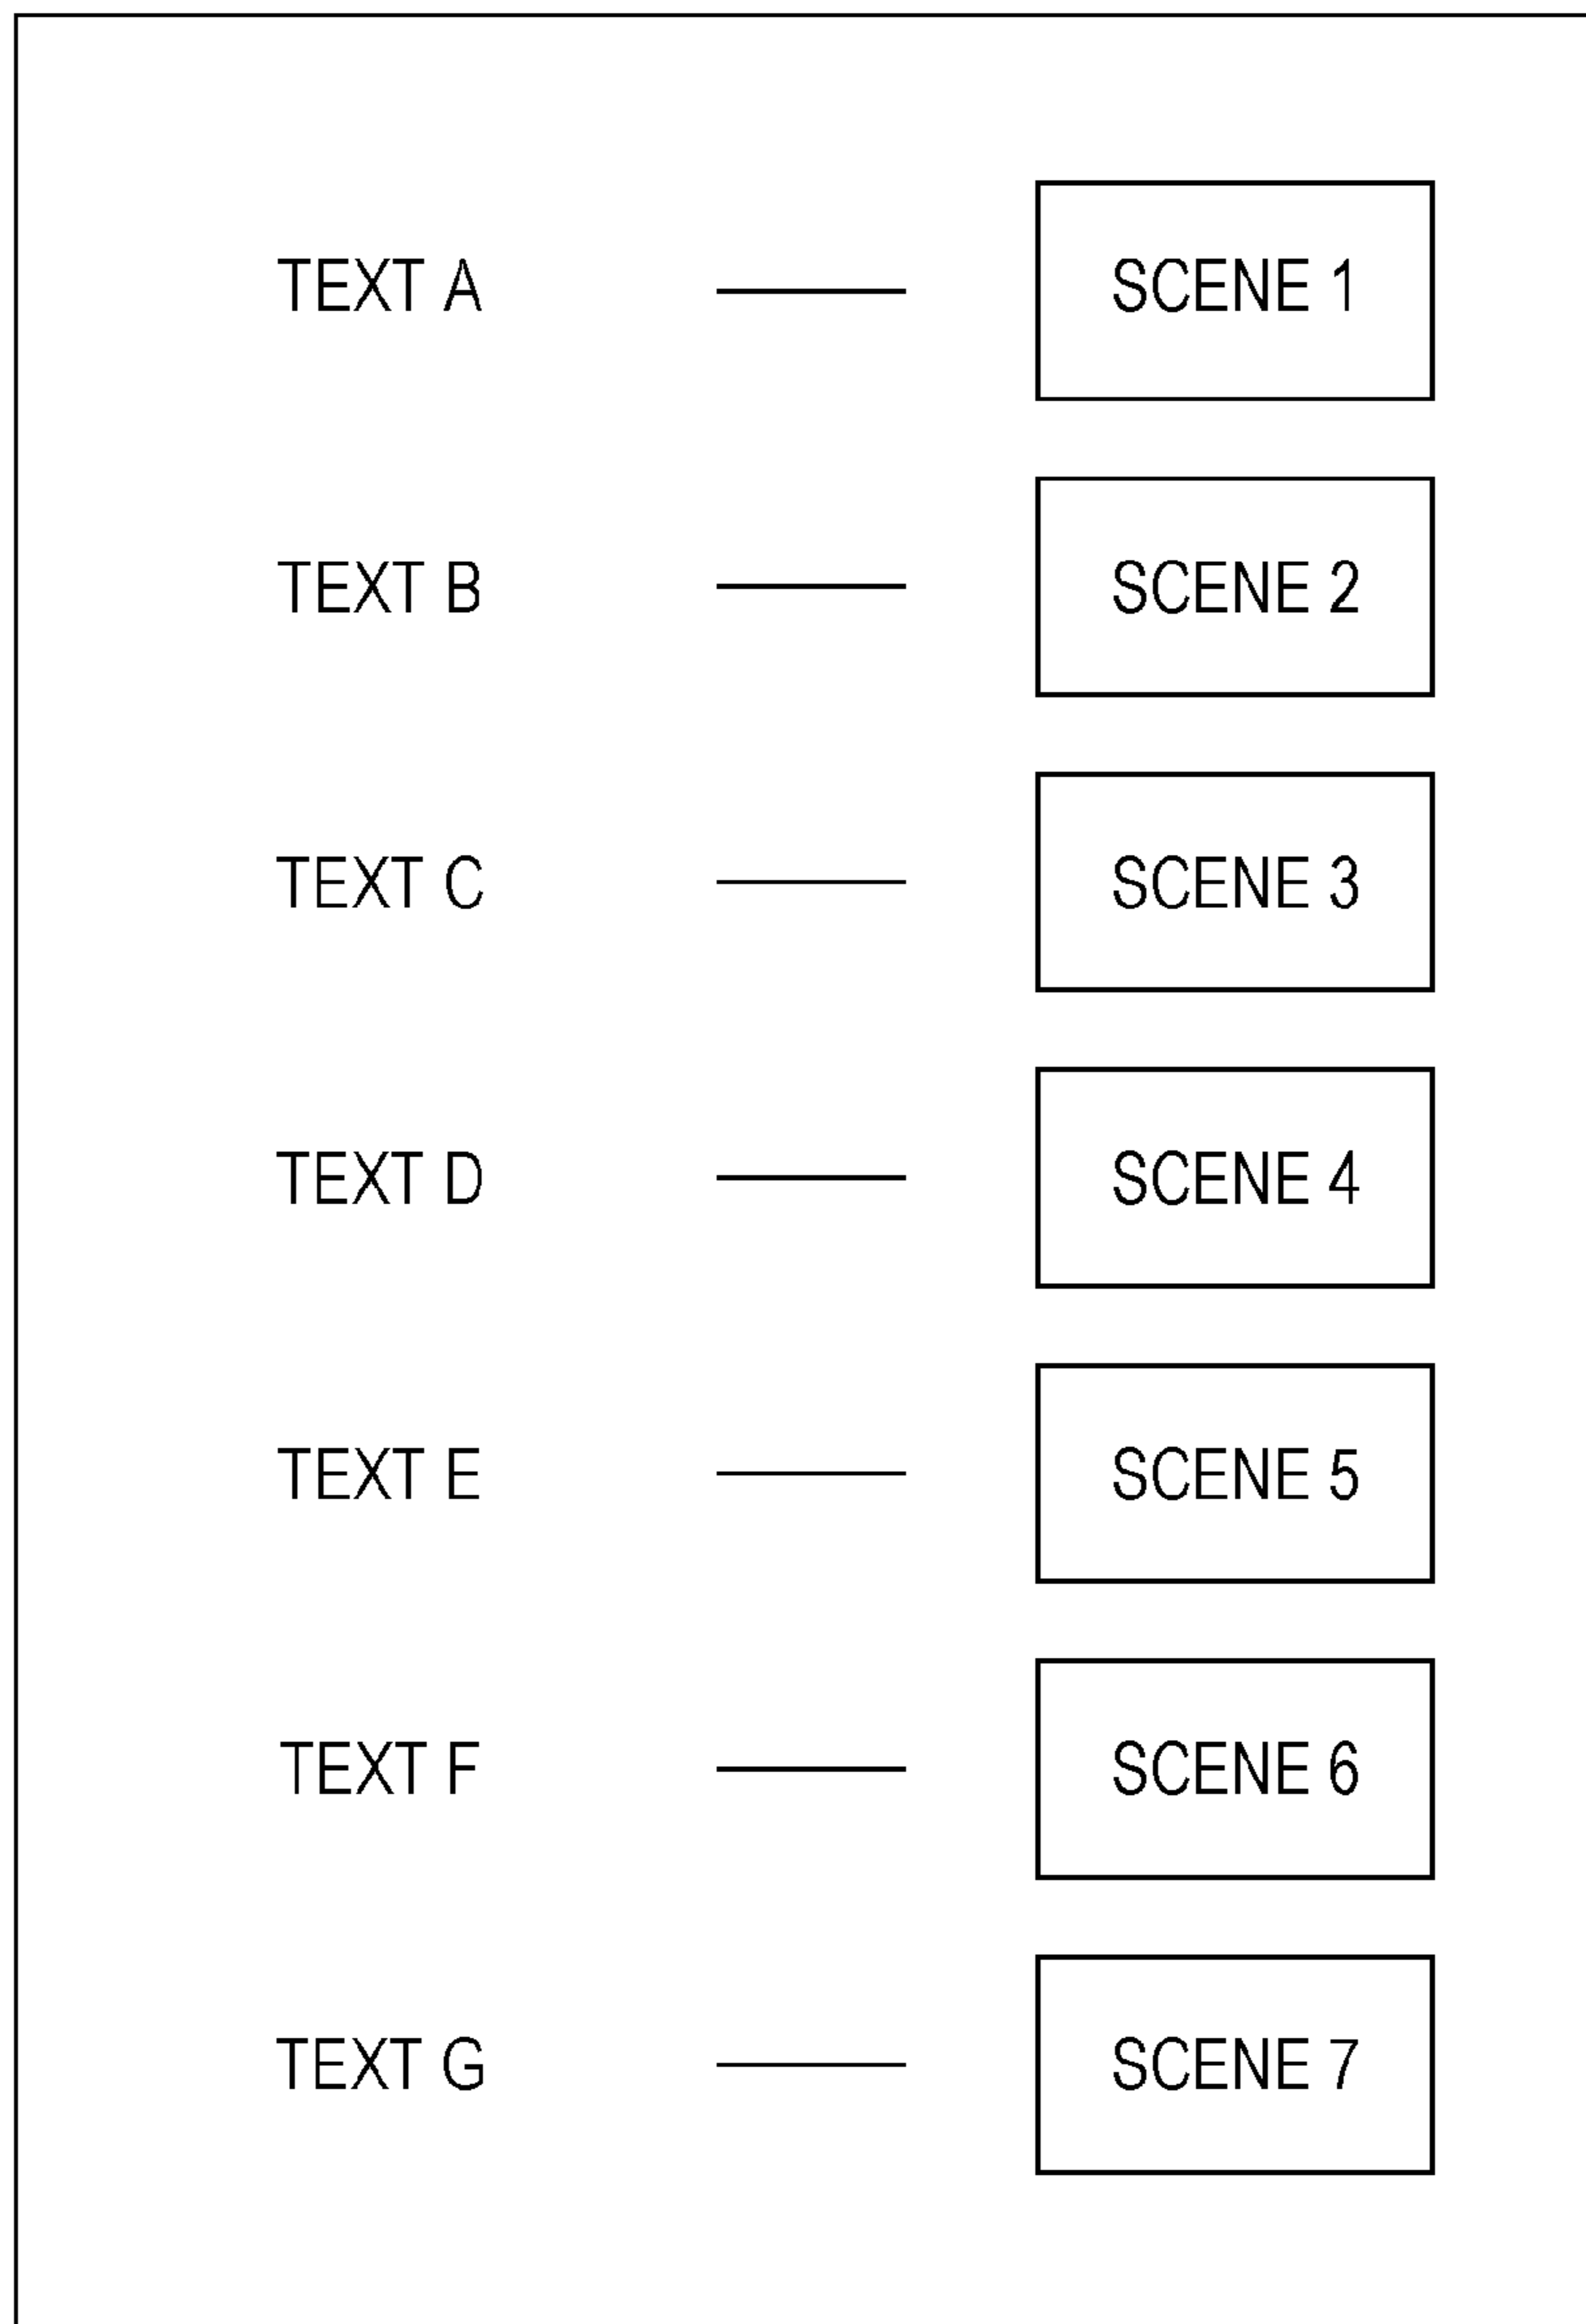 TEXT A SCENE 1
TEXT B SCENE 2
TEXT C SCENE 3
TEXT D SCENE 4
TEXT E SCENE 5
TEXT F SCENE 6
TEXT G SCENE 7